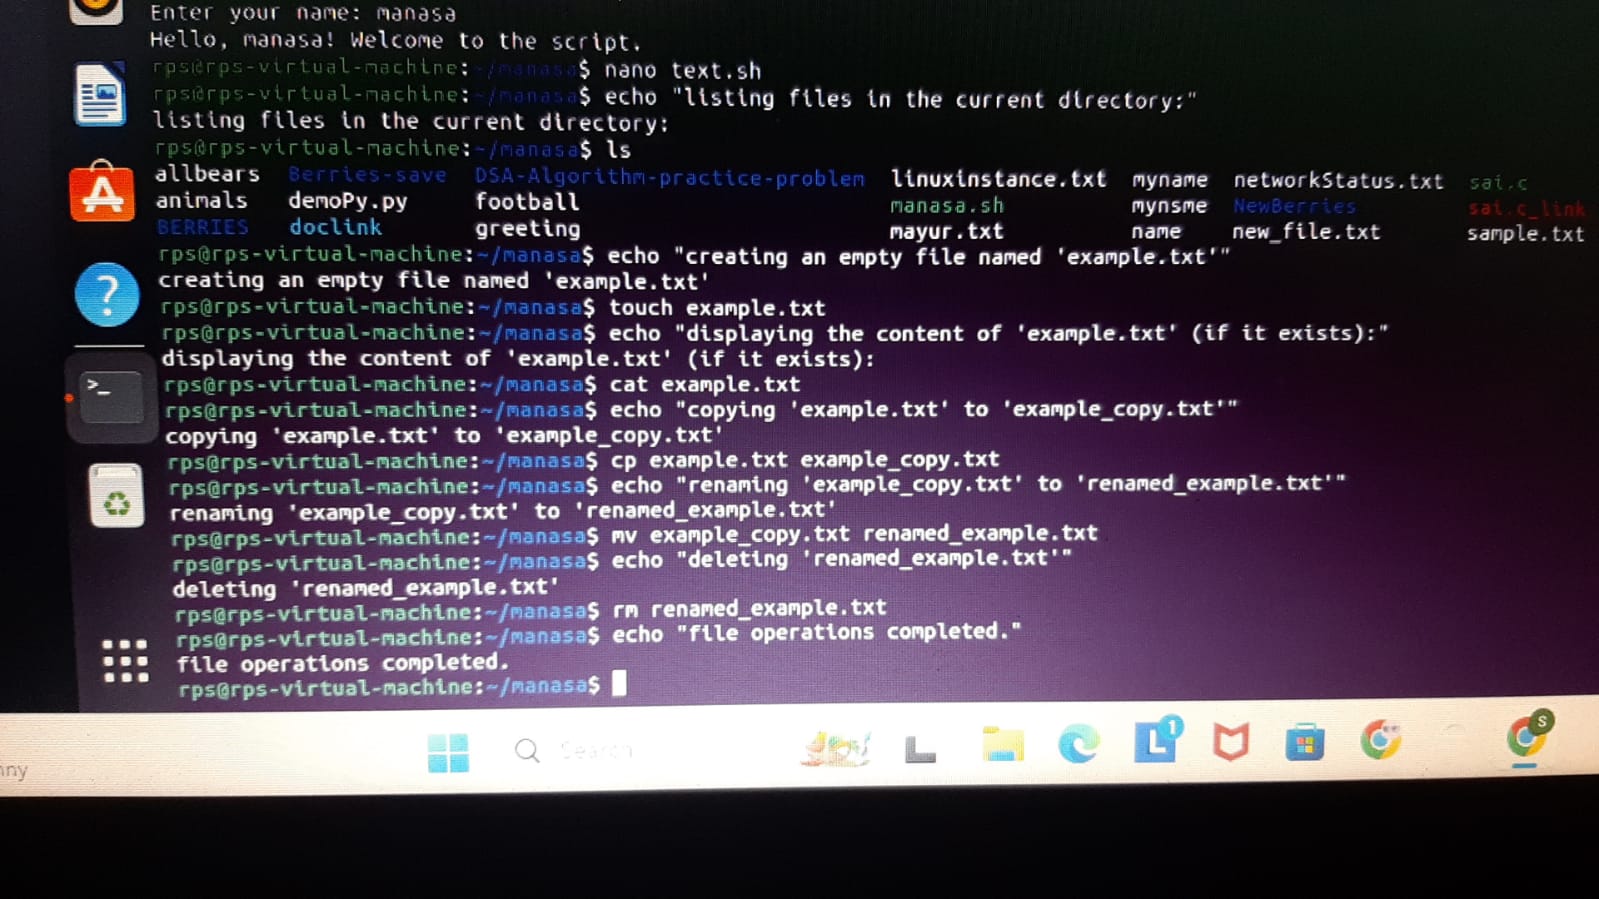 Enter your name: manasa
Hello, manasa! Welcome to the script.
rps@rps-virtual-machine:~/manasa$ nano text.sh
rps@rps-virtual-machine:~/manasa$ echo "listing files in the current directory:"
listing files in the current directory:
rps@rps-virtual-machine:~/manasa$ ls
allbears Berries-save DSA-Algorithm-practice-problem linuxinstance.txt myname networkStatus.txt sai.c
animals demoPy.py football manasa.sh mynsme NewBerries sai.c_link
BERRIES doclink greeting mayur.txt name new_file.txt sample.txt
rps@rps-virtual-machine:~/manasa$ echo "creating an empty file named 'example.txt'"
creating an empty file named 'example.txt'
rps@rps-virtual-machine:~/manasa$ touch example.txt
rps@rps-virtual-machine:~/manasa$ echo "displaying the content of 'example.txt' (if it exists):"
displaying the content of 'example.txt' (if it exists):
rps@rps-virtual-machine:~/manasa$ cat example.txt
rps@rps-virtual-machine:~/manasa$ echo "copying 'example.txt' to 'example_copy.txt'"
copying 'example.txt' to 'example_copy.txt'
rps@rps-virtual-machine:~/manasa$ cp example.txt example_copy.txt
rps@rps-virtual-machine:~/manasa$ echo "renaming 'example_copy.txt' to 'renamed_example.txt'"
renaming 'example_copy.txt' to 'renamed_example.txt'
rps@rps-virtual-machine:~/manasa$ mv example_copy.txt renamed_example.txt
rps@rps-virtual-machine:~/manasa$ echo "deleting 'renamed_example.txt'"
deleting 'renamed_example.txt'
rps@rps-virtual-machine:~/manasa$ rm renamed_example.txt
rps@rps-virtual-machine:~/manasa$ echo "file operations completed."
file operations completed.
rps@rps-virtual-machine:~/manasa$
Search
L 1
S